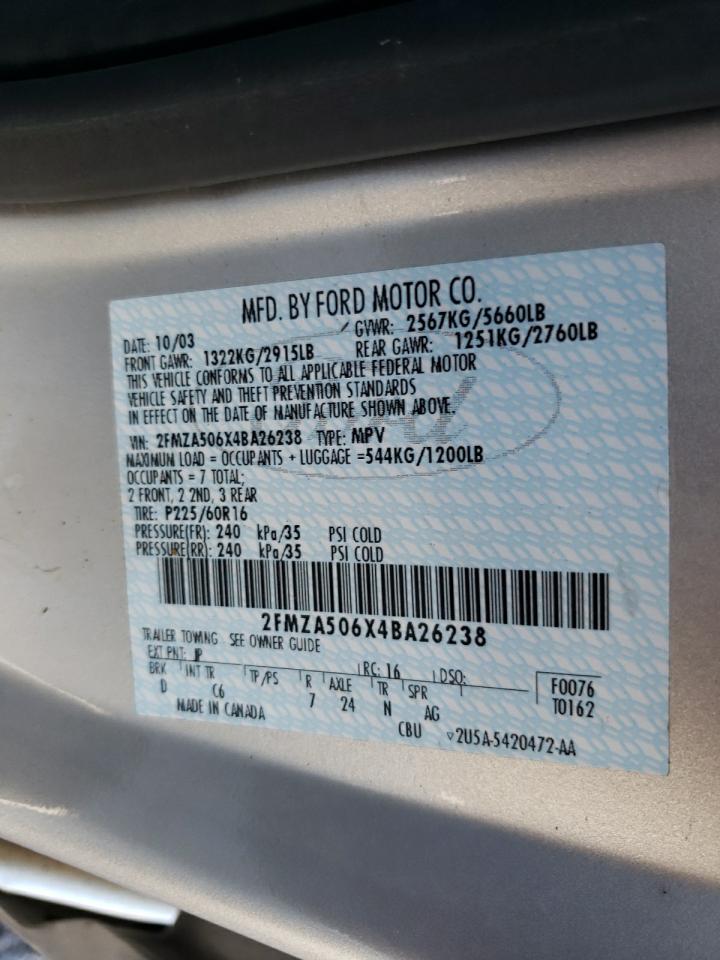 MFD. BY FORD MOTOR CO.
DATE: 10/03 GVWR: 2567KG/5660LB
FRONT GAWR: 1322KG/2915LB REAR GAWR: 1251KG/2760LB
THIS VEHICLE CONFORMS TO ALL APPLICABLE FEDERAL MOTOR
VEHICLE SAFETY AND THEFT PREVENTION STANDARDS
IN EFFECT ON THE DATE OF MANUFACTURE SHOWN ABOVE.
VIN: 2FMZA506X4BA26238 TYPE: MPV
MAXIMUM LOAD = OCCUPANTS + LUGGAGE =544KG/1200LB
OCCUPANTS = 7 TOTAL;
2 FRONT, 2 2ND, 3 REAR
TIRE: P225/60R16
PRESSURE(FR): 240 kPa/35 PSI COLD
PRESSURE(RR): 240 kPa/35 PSI COLD
2FMZA506X4BA26238
TRAILER TOWING SEE OWNER GUIDE
EXT PNT: JP RC: 16 DSO: F0076
BRK INT TR TP/PS R AXLE TR SPR T0162
D C6 7 24 N AG
MADE IN CANADA CBU ▽2U5A-5420472-AA